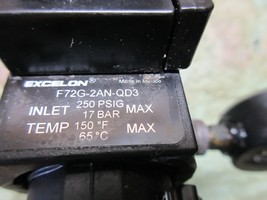 EXCELON®
Made in Mexico
F72G-2AN-QD3
INLET 250 PSIG MAX
17 BAR
TEMP 150 °F MAX
65 °C